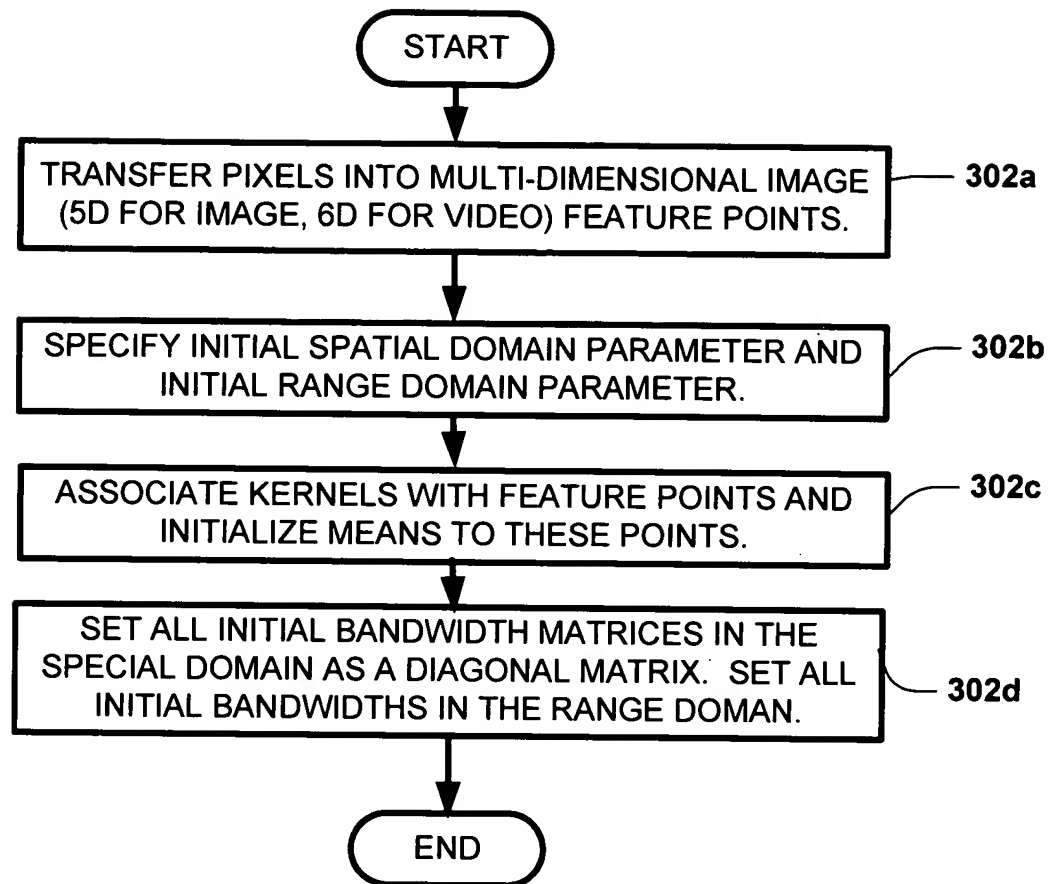 START
TRANSFER PIXELS INTO MULTI-DIMENSIONAL IMAGE
(5D FOR IMAGE, 6D FOR VIDEO) FEATURE POINTS.
302a
SPECIFY INITIAL SPATIAL DOMAIN PARAMETER AND
INITIAL RANGE DOMAIN PARAMETER.
302b
ASSOCIATE KERNELS WITH FEATURE POINTS AND
INITIALIZE MEANS TO THESE POINTS.
302c
SET ALL INITIAL BANDWIDTH MATRICES IN THE
SPECIAL DOMAIN AS A DIAGONAL MATRIX. SET ALL
INITIAL BANDWIDTHS IN THE RANGE DOMAN.
302d
END